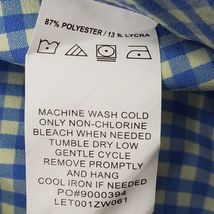 87% POLYESTER / 13% LYCRA
MACHINE WASH COLD
ONLY NON-CHLORINE
BLEACH WHEN NEEDED
TUMBLE DRY LOW
GENTLE CYCLE
REMOVE PROMPTLY
AND HANG
COOL IRON IF NEEDED
PO#9000394
LET001ZW061